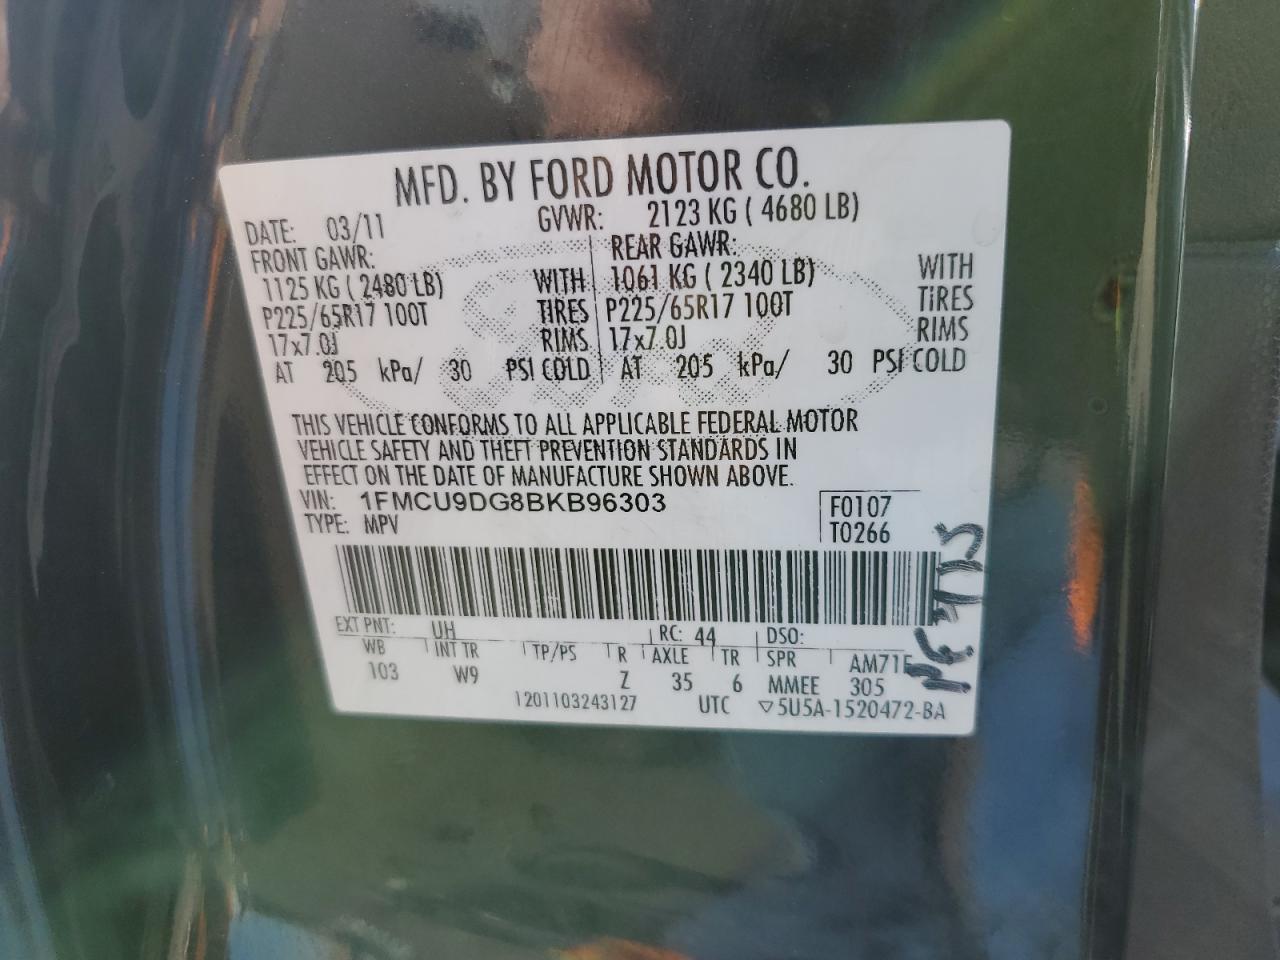 MFD. BY FORD MOTOR CO.
DATE: 03/11 GVWR: 2123 KG ( 4680 LB)
FRONT GAWR: REAR GAWR:
1125 KG ( 2480 LB) WITH 1061 KG ( 2340 LB) WITH
P225/65R17 100T TIRES P225/65R17 100T TIRES
17x7.0J RIMS 17x7.0J RIMS
AT 205 kPa/ 30 PSI COLD AT 205 kPa/ 30 PSI COLD
THIS VEHICLE CONFORMS TO ALL APPLICABLE FEDERAL MOTOR
VEHICLE SAFETY AND THEFT PREVENTION STANDARDS IN
EFFECT ON THE DATE OF MANUFACTURE SHOWN ABOVE.
VIN: 1FMCU9DG8BKB96303 F0107
TYPE: MPV T0266
EXT PNT: UH RC: 44 DSO:
WB INT TR TP/PS R AXLE TR SPR AM71F
103 W9 Z 35 6 MMEE 305
1201103243127 UTC ▽5U5A-1520472-BA